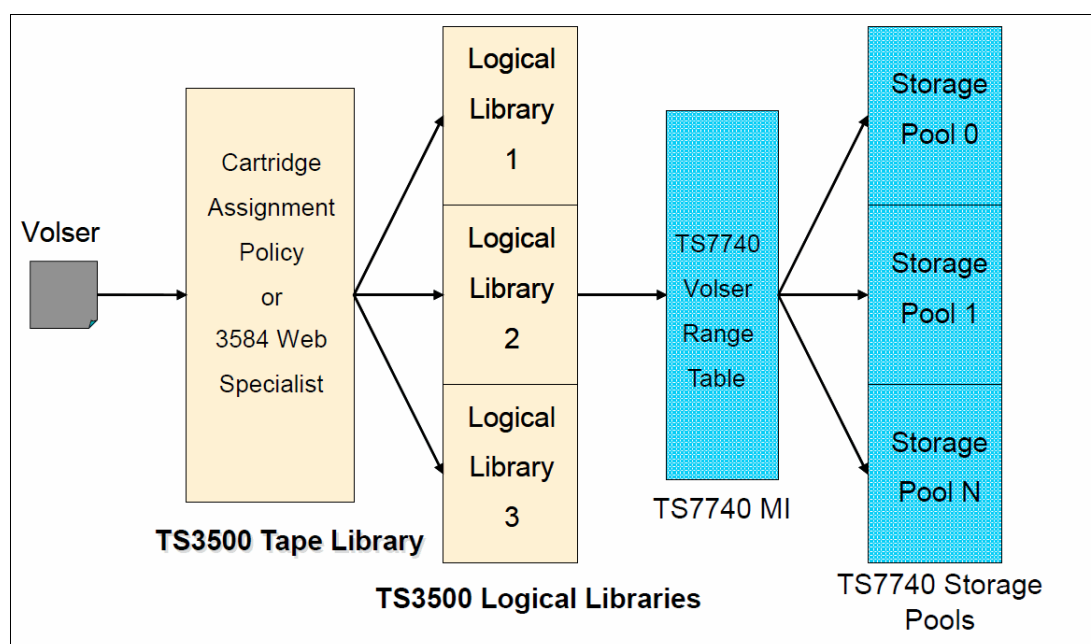 Volser
Cartridge
Assignment
Policy
or
3584 Web
Specialist
TS3500 Tape Library
Logical
Library
1
Logical
Library
2
Logical
Library
3
TS3500 Logical Libraries
TS7740
Volser
Range
Table
TS7740 MI
Storage
Pool 0
Storage
Pool 1
Storage
Pool N
TS7740 Storage
Pools